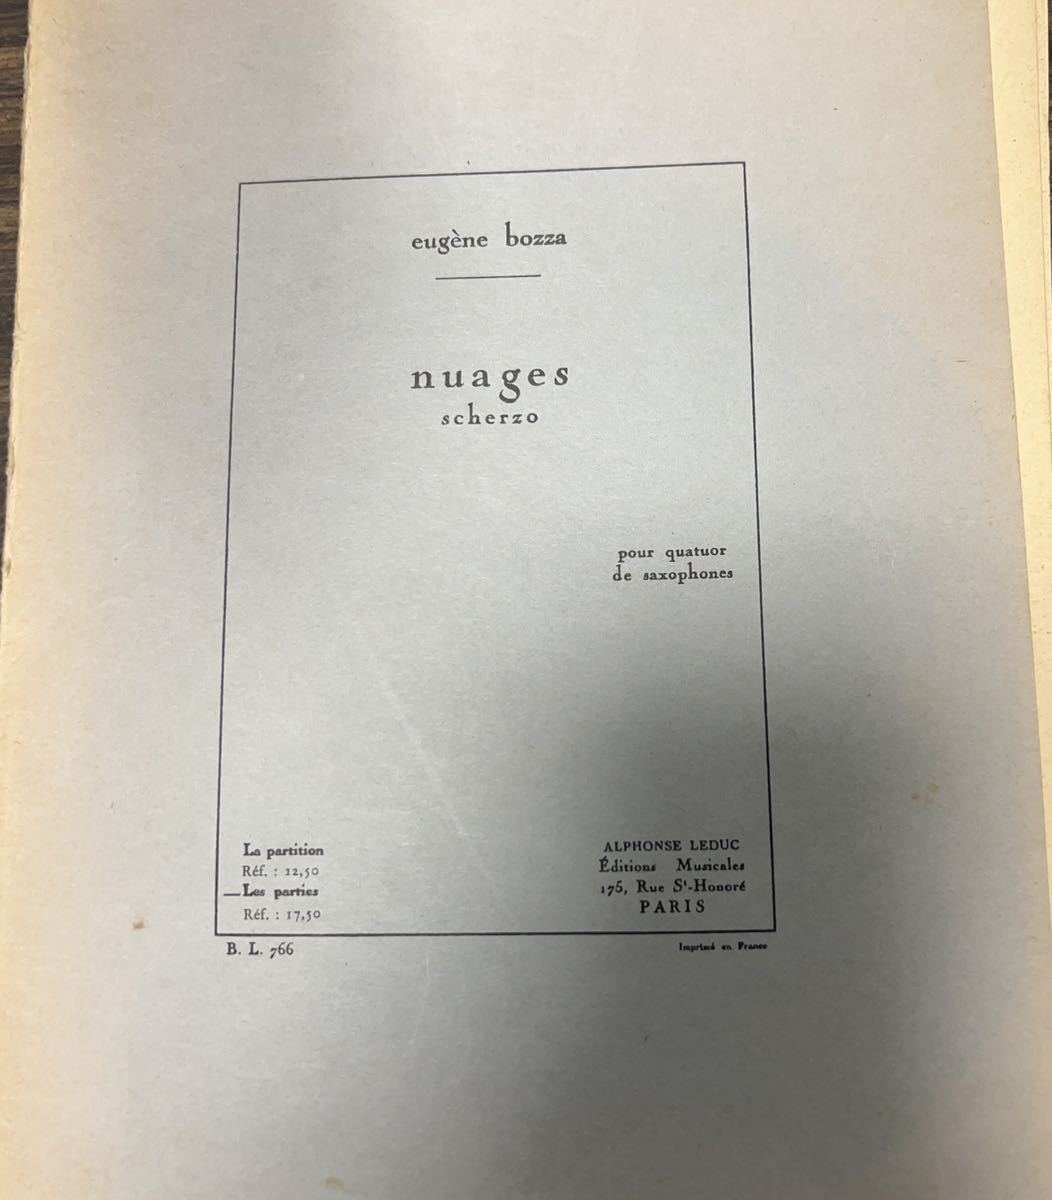 eugène bozza
nuages
scherzo
pour quatuor
de saxophones
La partition
Réf. : 12,50
Les parties
Réf. : 17,50
ALPHONSE LEDUC
Éditions Musicales
175, Rue St-Honoré
PARIS
B. L. 766
Imprimé en France